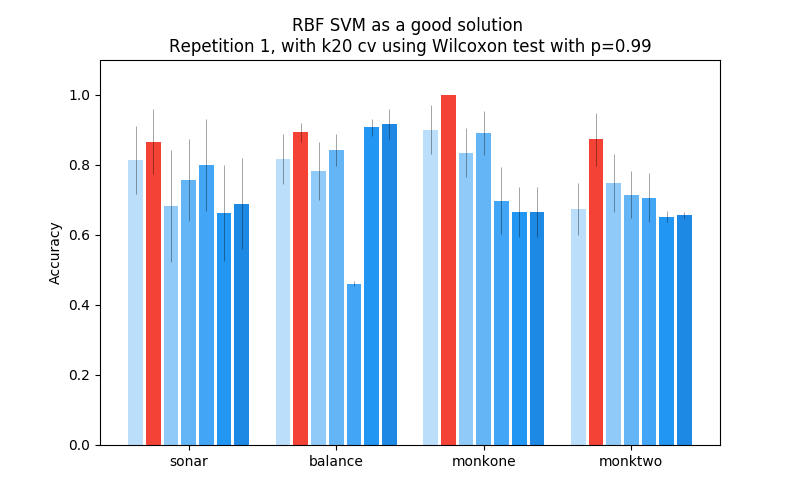 RBF SVM as a good solution
Repetition 1, with k20 cv using Wilcoxon test with p=0.99
1.0
0.8
0.6
0.4
0.2
0.0
Accuracy
sonar
balance
monkone
monktwo